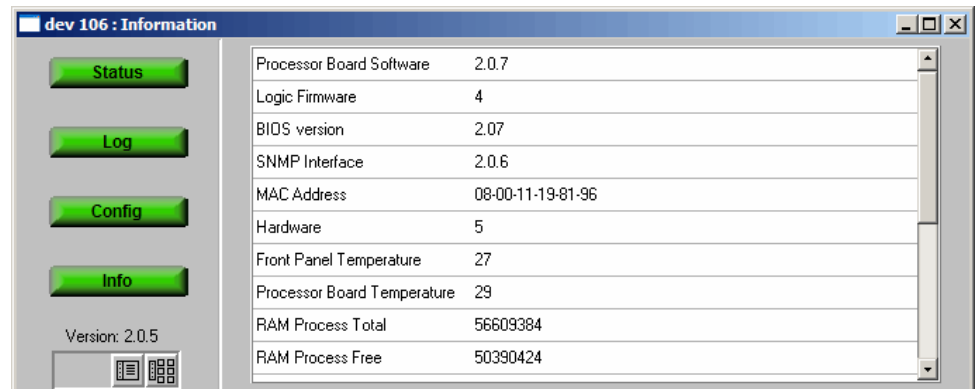 dev 106 : Information
Status
Log
Config
Info
Version: 2.0.5
Processor Board Software 2.0.7
Logic Firmware 4
BIOS version 2.07
SNMP Interface 2.0.6
MAC Address 08-00-11-19-81-96
Hardware 5
Front Panel Temperature 27
Processor Board Temperature 29
RAM Process Total 56609384
RAM Process Free 50390424